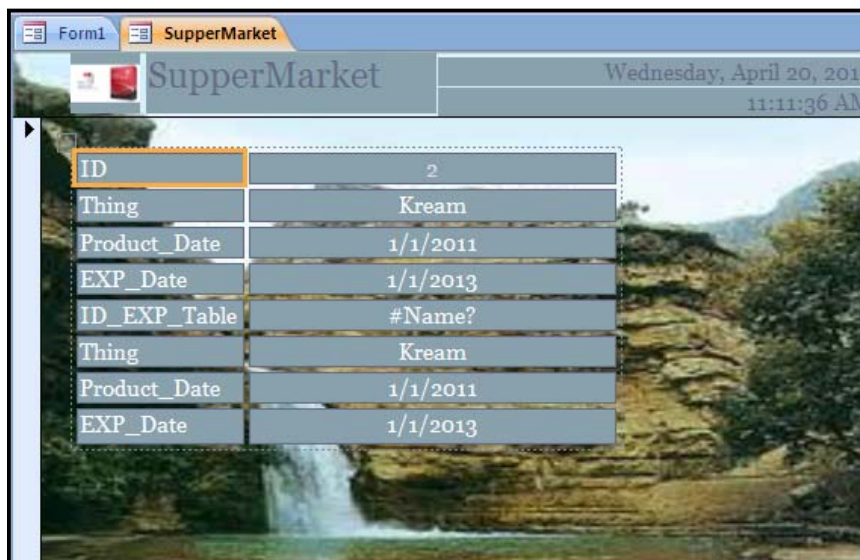 Form1 SupperMarket
SupperMarket
Wednesday, April 20, 201
11:11:36 AM
ID 2
Thing Kream
Product_Date 1/1/2011
EXP_Date 1/1/2013
ID_EXP_Table #Name?
Thing Kream
Product_Date 1/1/2011
EXP_Date 1/1/2013